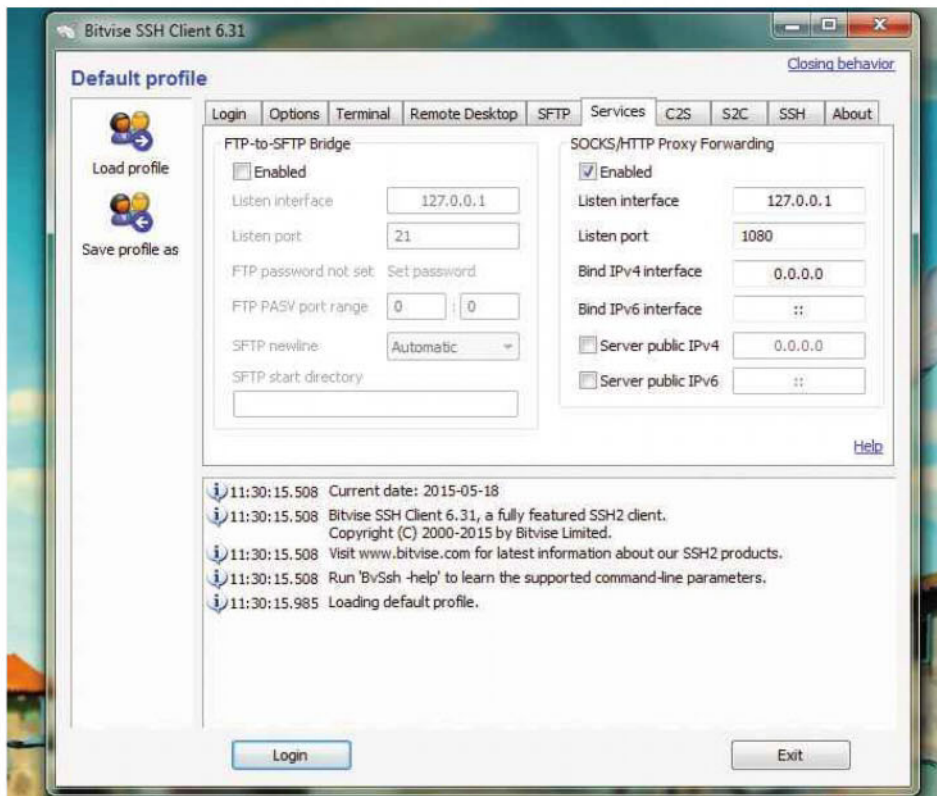 Bitvise SSH Client 6.31
Closing behavior
Default profile
Load profile
Save profile as
Login Options Terminal Remote Desktop SFTP Services C2S S2C SSH About
FTP-to-SFTP Bridge
Enabled
Listen interface 127.0.0.1
Listen port 21
FTP password not set Set password
FTP PASV port range 0 : 0
SFTP newline Automatic
SFTP start directory
SOCKS/HTTP Proxy Forwarding
Enabled
Listen interface 127.0.0.1
Listen port 1080
Bind IPv4 interface 0.0.0.0
Bind IPv6 interface ::
Server public IPv4 0.0.0.0
Server public IPv6 ::
Help
11:30:15.508 Current date: 2015-05-18
11:30:15.508 Bitvise SSH Client 6.31, a fully featured SSH2 client.
Copyright (C) 2000-2015 by Bitvise Limited.
11:30:15.508 Visit www.bitvise.com for latest information about our SSH2 products.
11:30:15.508 Run 'BvSsh -help' to learn the supported command-line parameters.
11:30:15.985 Loading default profile.
Login
Exit